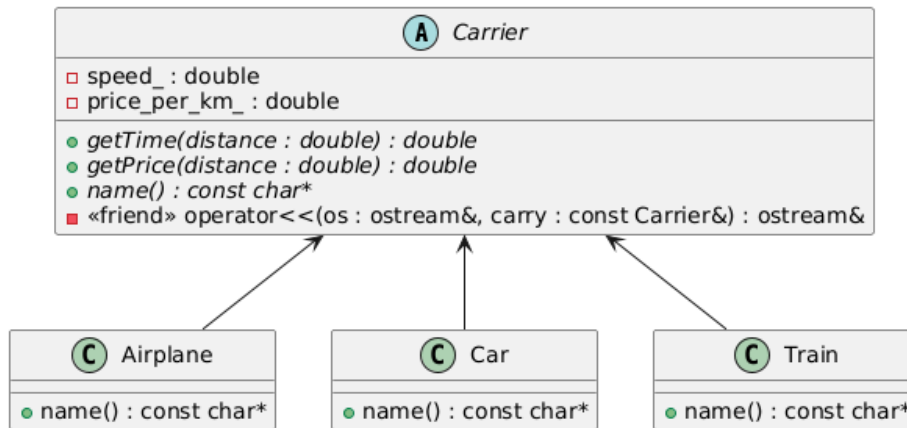 A Carrier
speed_ : double
price_per_km_ : double
getTime(distance : double) : double
getPrice(distance : double) : double
name() : const char*
«friend» operator<<(os : ostream&, carry : const Carrier&) : ostream&
C Airplane
name() : const char*
C Car
name() : const char*
C Train
name() : const char*